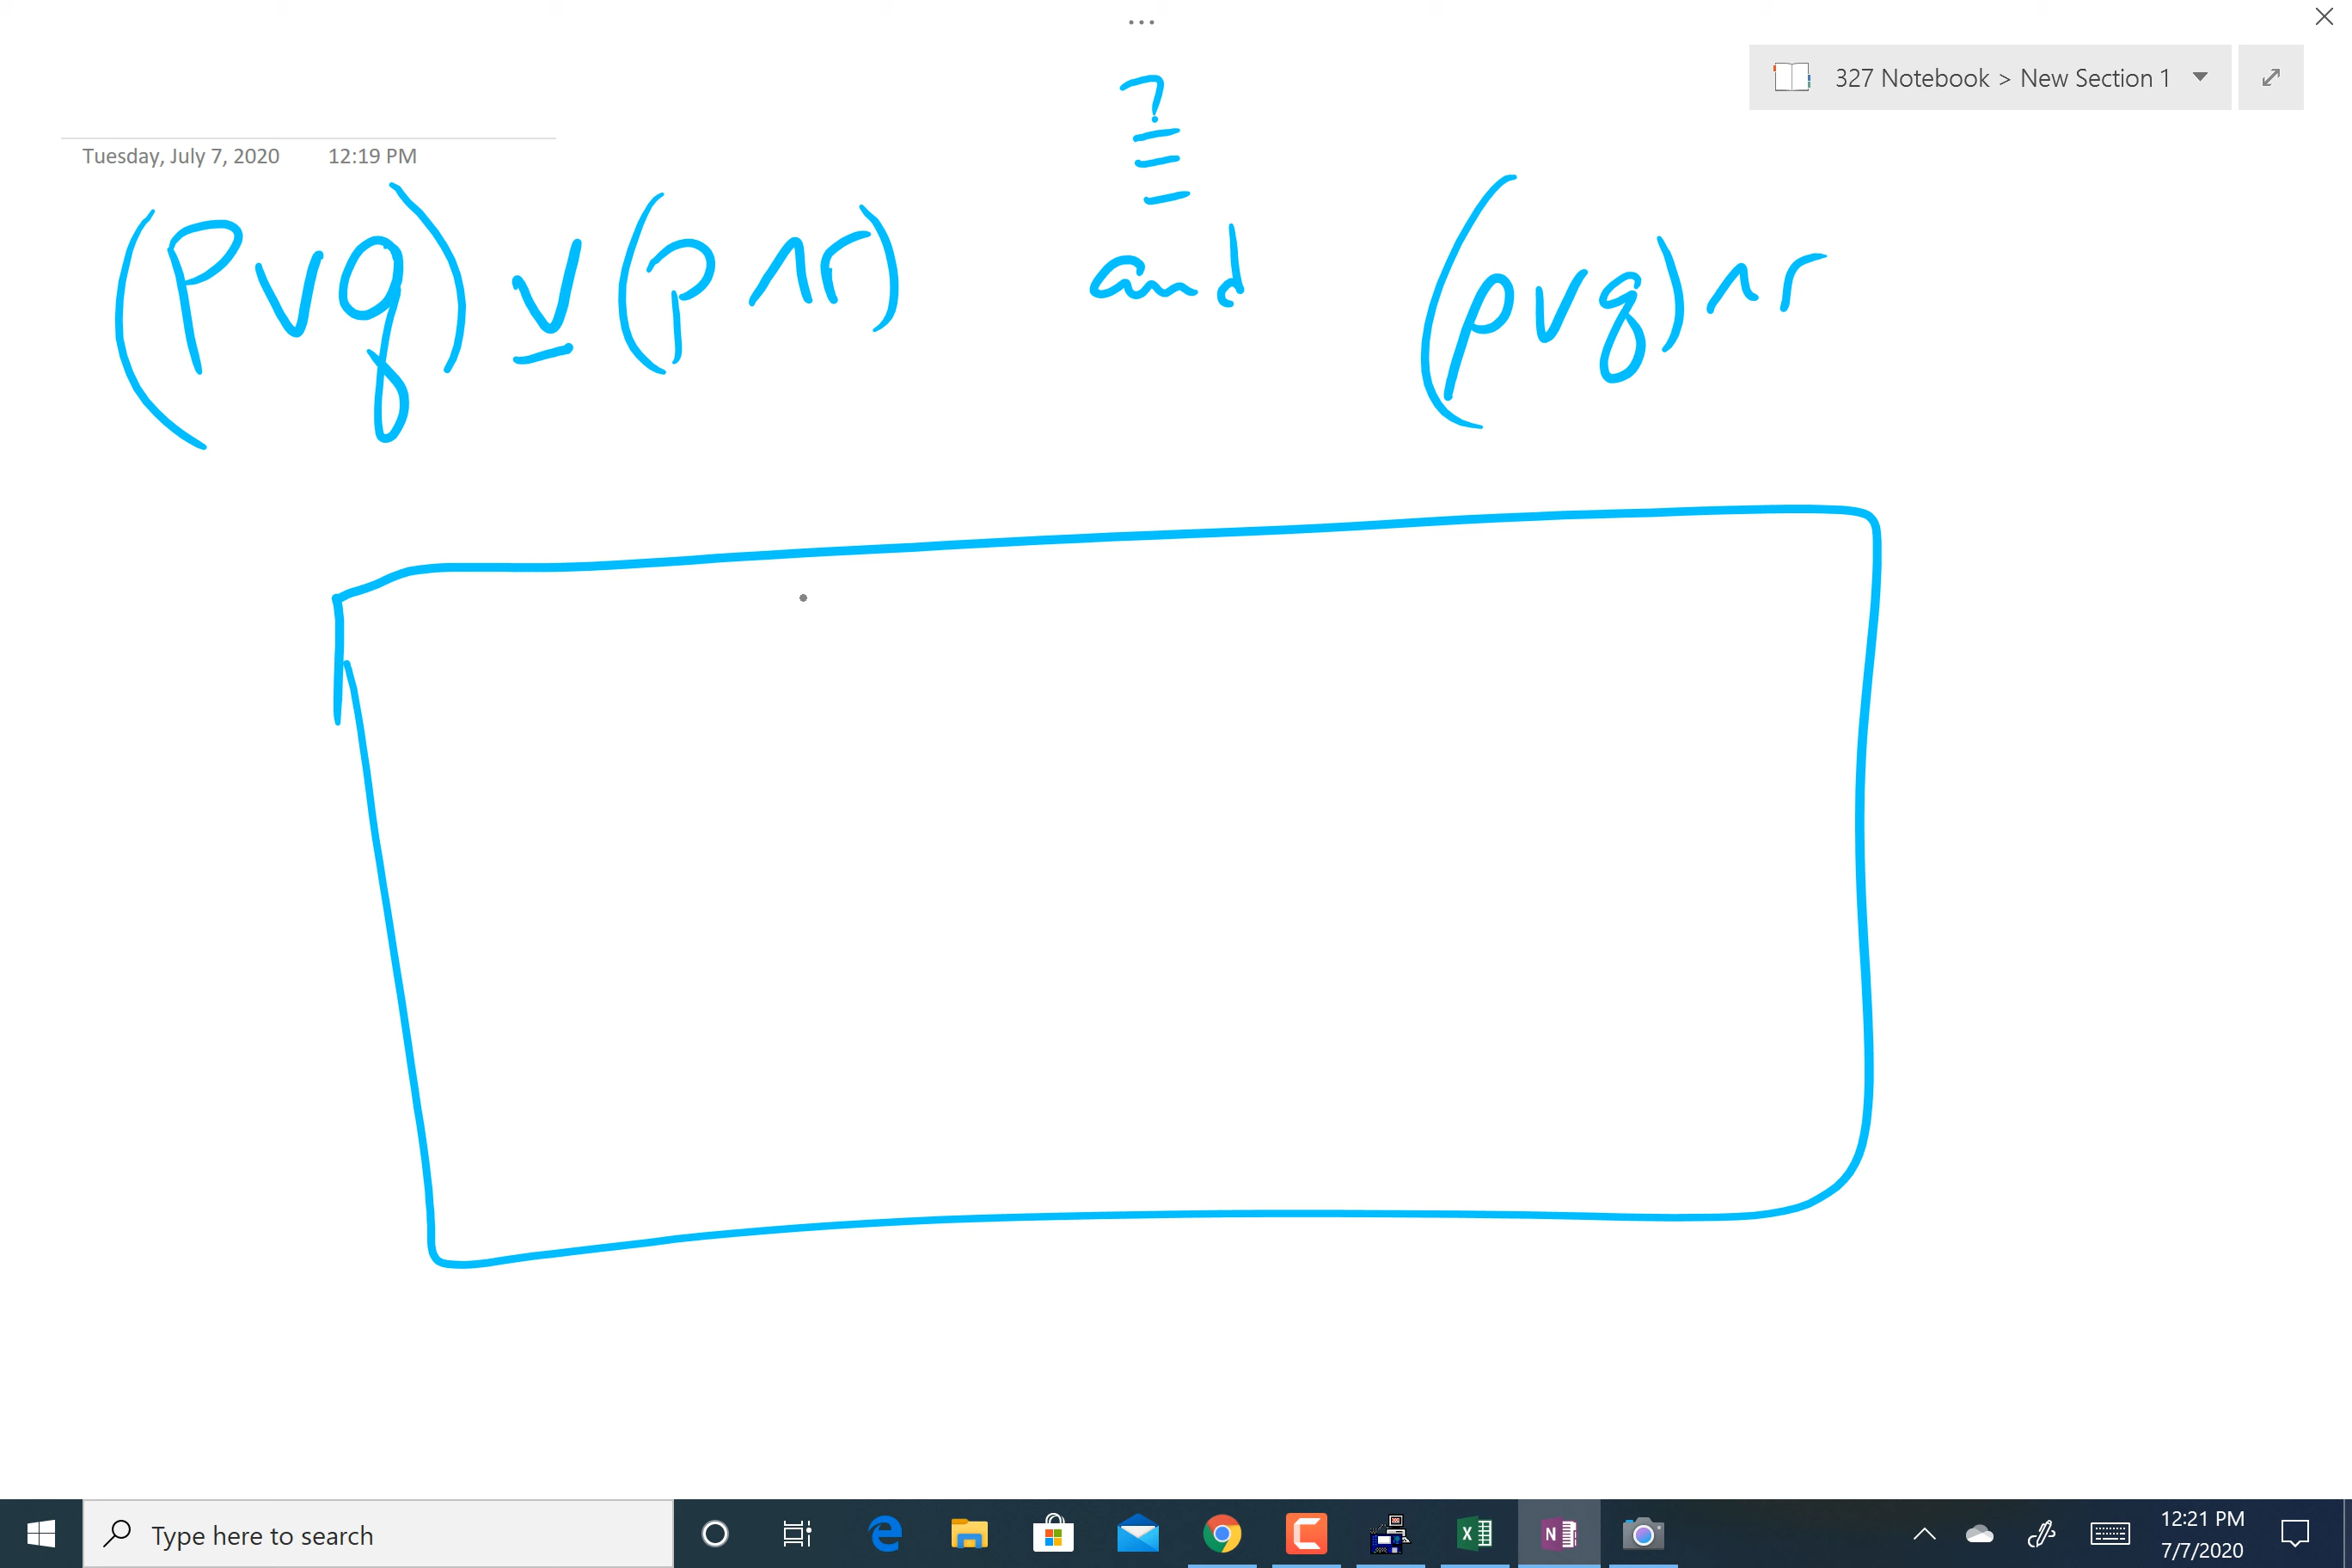 ...
?
≡
327 Notebook > New Section 1
Tuesday, July 7, 2020 12:19 PM
(p∨q) ⊻ (p∧r) and (p∨q)∧r
Type here to search
12:21 PM
7/7/2020